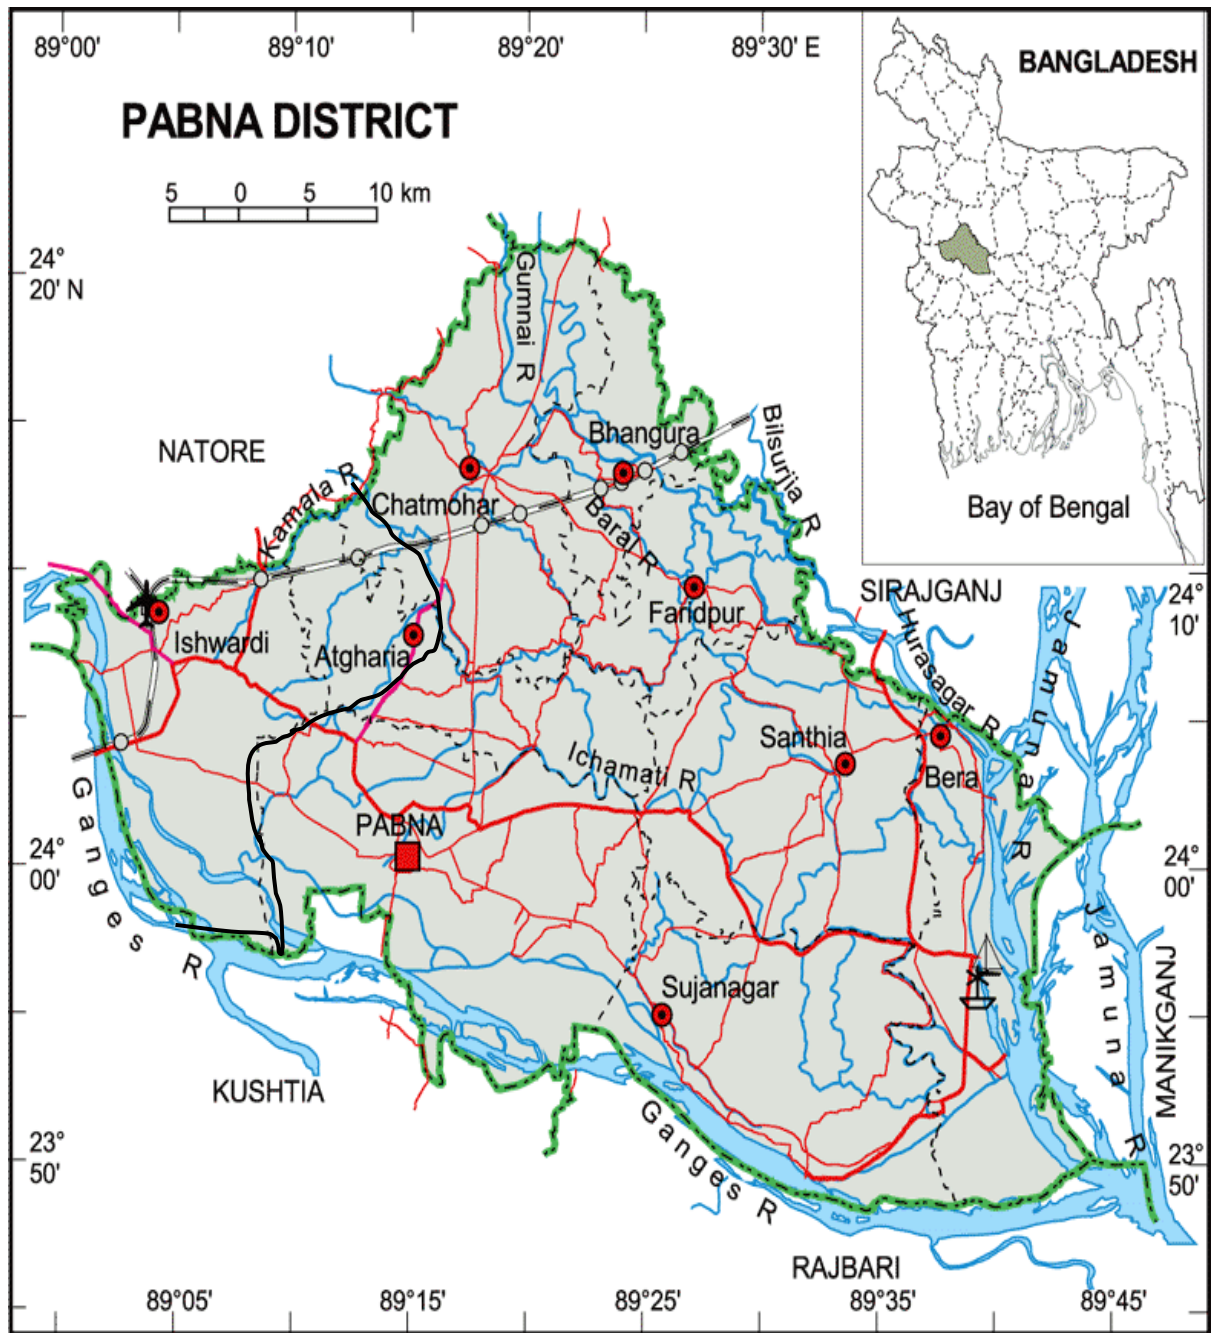 89°00'
89°10'
89°20'
89°30' E
BANGLADESH
PABNA DISTRICT
5 0 5 10 km
24°
20' N
Gumnai R
NATORE
Bhangura
Bilsurjia R
Kamala R
Chatmohar
Baral R
Bay of Bengal
SIRAJGANJ
24°
10'
Faridpur
Ishwardi
Atgharia
Hurasagar R
Jamuna R
Santhia
Ichamati R
Bera
Ganges R
PABNA
24°
00'
24°
00'
Jamuna R
MANIKGANJ
Sujanagar
KUSHTIA
Ganges R
23°
50'
23°
50'
RAJBARI
89°05'
89°15'
89°25'
89°35'
89°45'